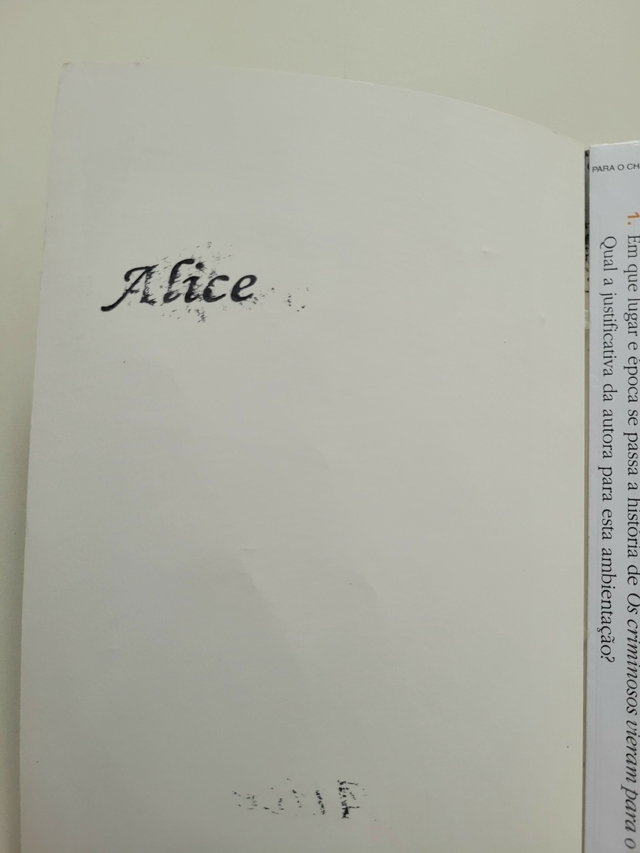 Alice
PARA O CH
1. Em que lugar e época se passa a história de Os criminosos vieram para o
Qual a justificativa da autora para esta ambientação?